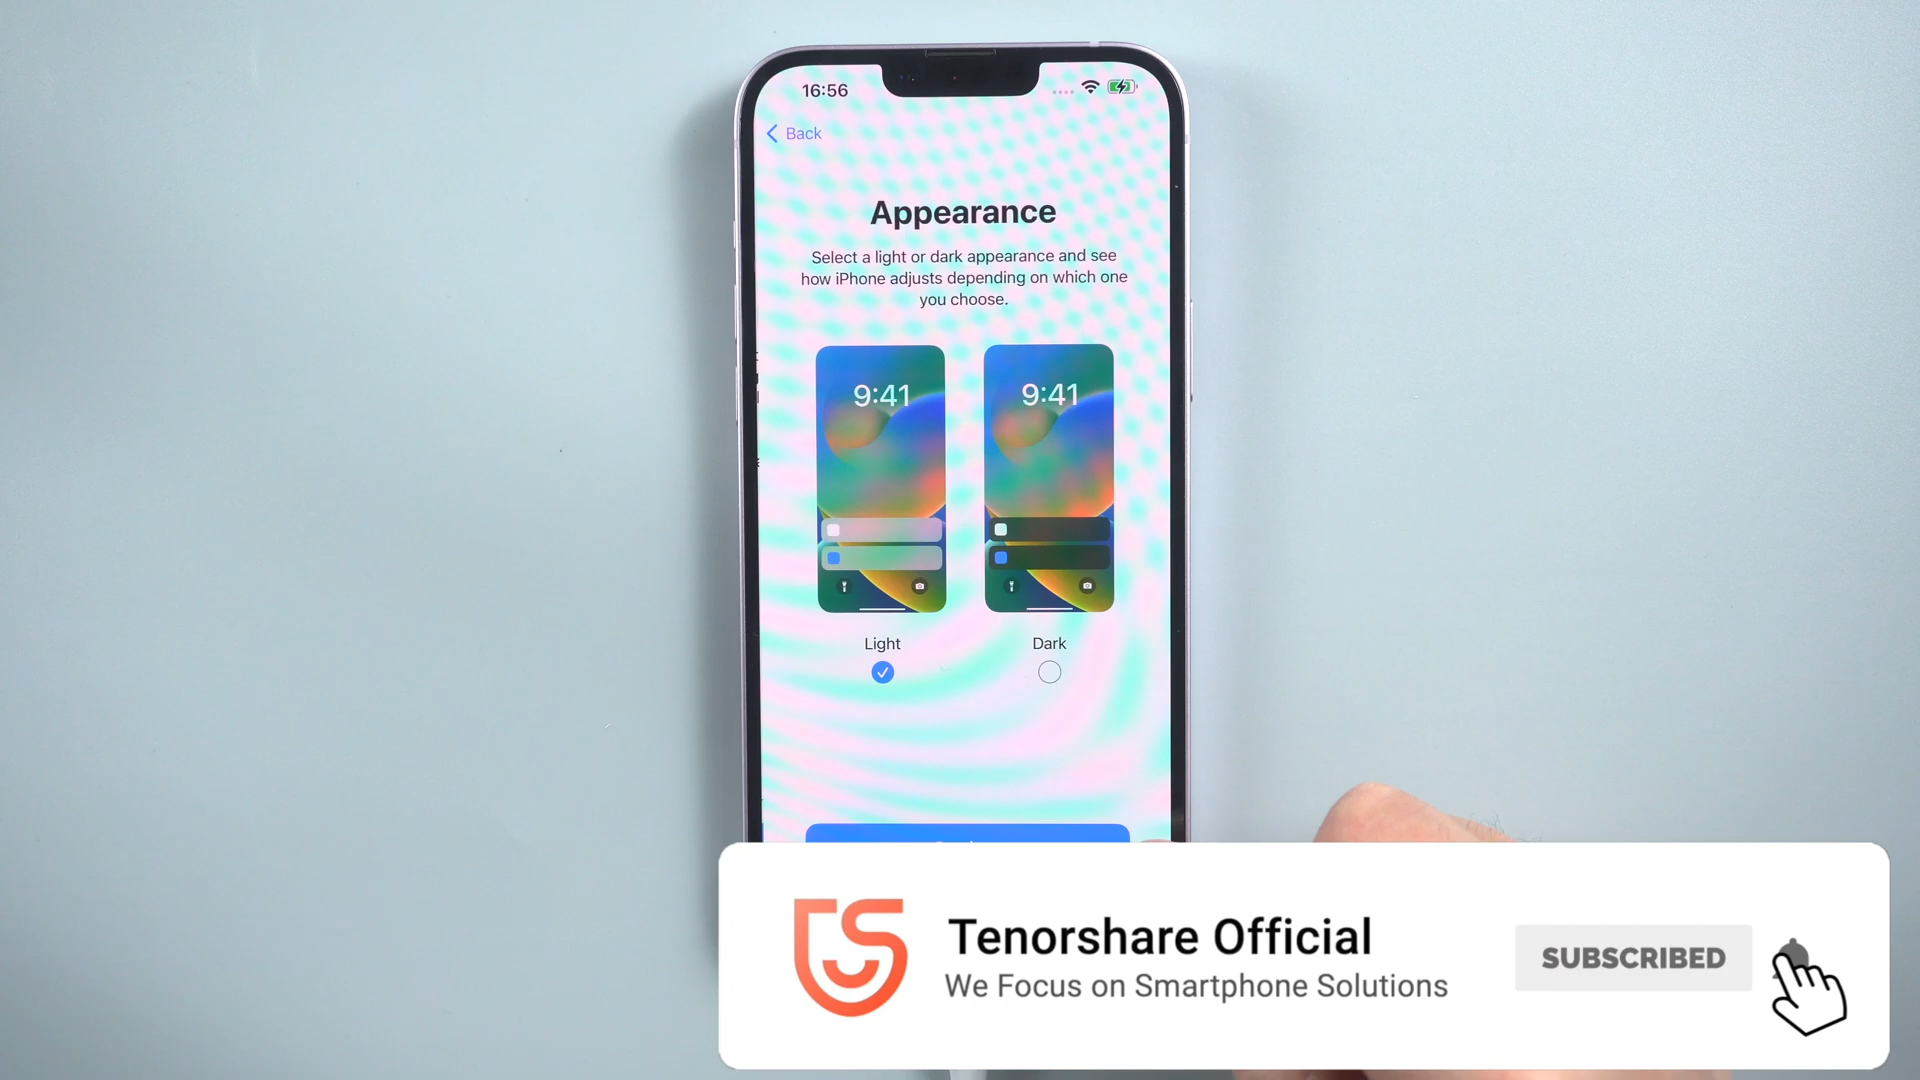 16:56
Back
Appearance
Select a light or dark appearance and see
how iPhone adjusts depending on which one
you choose.
9:41
9:41
Light
Dark
Tenorshare Official
We Focus on Smartphone Solutions
SUBSCRIBED